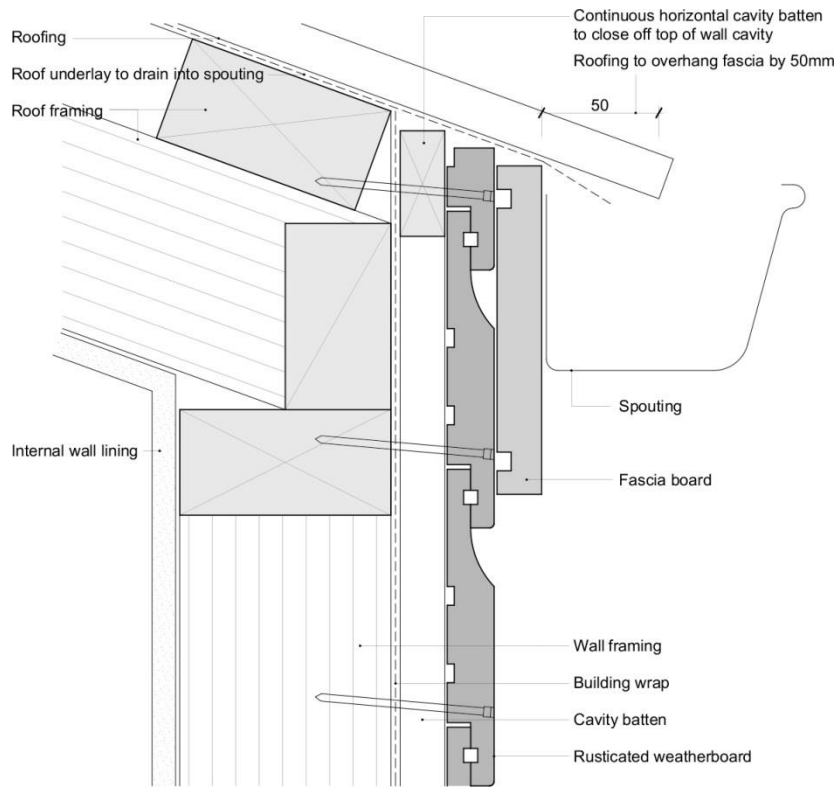 Roofing
Roof underlay to drain into spouting
Roof framing
Continuous horizontal cavity batten
to close off top of wall cavity
Roofing to overhang fascia by 50mm
50
Spouting
Internal wall lining
Fascia board
Wall framing
Building wrap
Cavity batten
Rusticated weatherboard